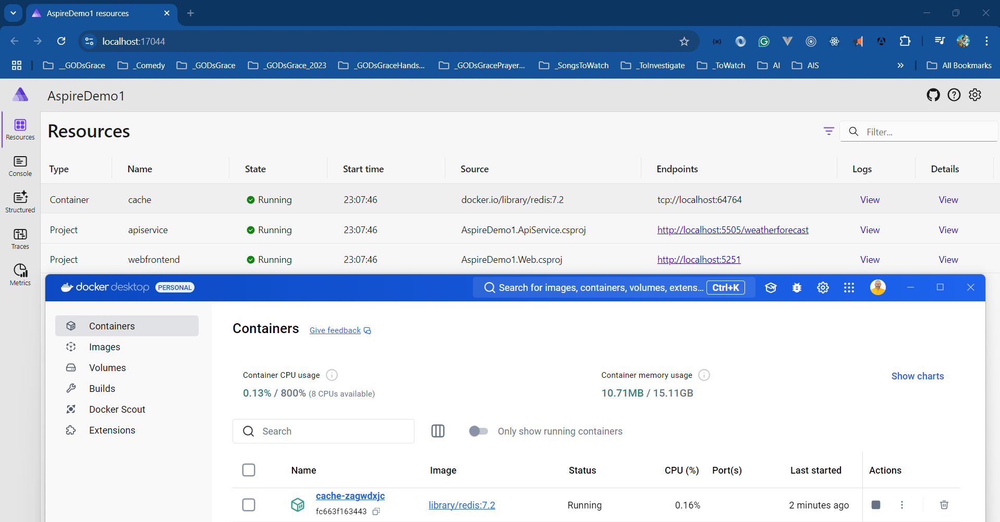 AspireDemo1 resources
localhost:17044
__GODsGrace
_Comedy
_GODsGrace
_GODsGrace_2023
_GODsGraceHands...
_GODsGracePrayer...
_SongsToWatch
_ToInvestigate
_ToWatch
AI
AIS
All Bookmarks
AspireDemo1
Resources
Console
Structured
Traces
Metrics
Resources
Filter...
Type Name State Start time Source Endpoints Logs Details
Container cache Running 23:07:46 docker.io/library/redis:7.2 tcp://localhost:64764 View View
Project apiservice Running 23:07:46 AspireDemo1.ApiService.csproj http://localhost:5505/weatherforecast View View
Project webfrontend Running 23:07:46 AspireDemo1.Web.csproj http://localhost:5251 View View
docker desktop PERSONAL
Search for images, containers, volumes, extens... Ctrl+K
Containers
Images
Volumes
Builds
Docker Scout
Extensions
Containers Give feedback
Container CPU usage
0.13% / 800% (8 CPUs available)
Container memory usage
10.71MB / 15.11GB
Show charts
Search
Only show running containers
Name Image Status CPU (%) Port(s) Last started Actions
cache-zagwdxjc
fc663f163443
library/redis:7.2 Running 0.16% 2 minutes ago